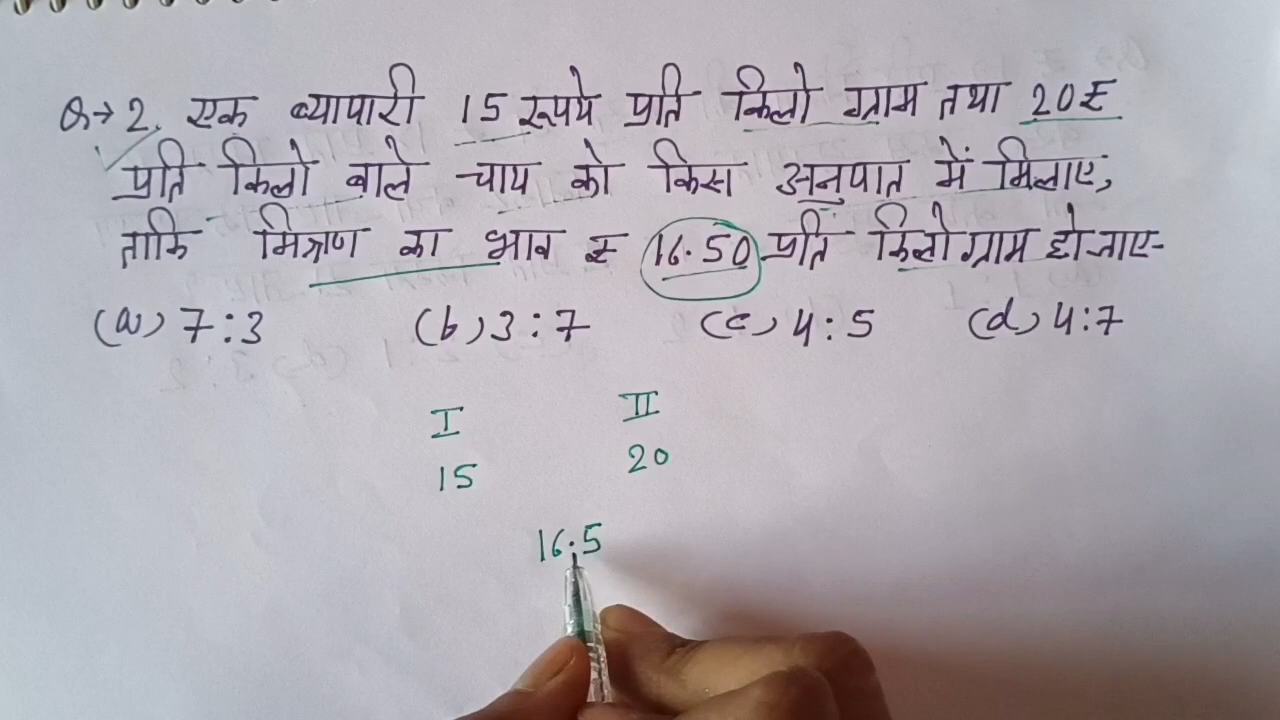 Q→2. एक व्यापारी 15 रूपये प्रति किलो ग्राम तथा 20₹
प्रति किलो वाले चाय को किस अनुपात में मिलाए,
ताकि मिश्रण का भाव ₹ 16.50 प्रति किलोग्राम हो जाए-
(a) 7:3 (b) 3:7 (c) 4:5 (d) 4:7
I II
15 20
16.5